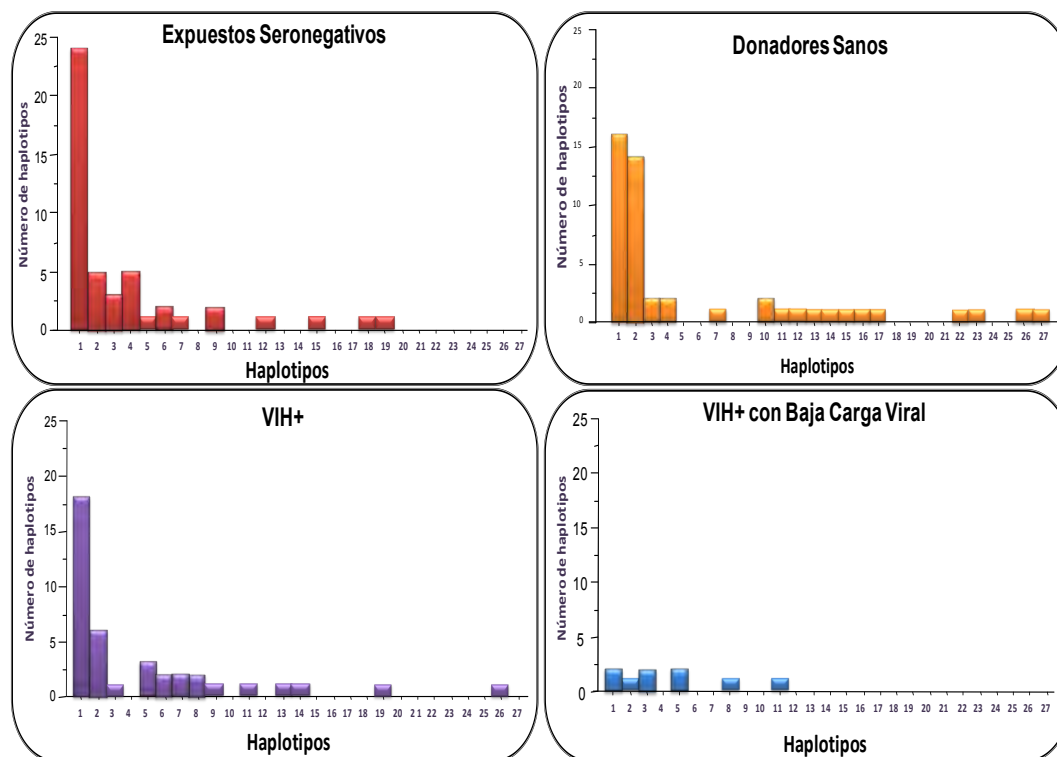 Expuestos Seronegativos
Número de haplotipos
25
20
15
10
5
0
1 2 3 4 5 6 7 8 9 10 11 12 13 14 15 16 17 18 19 20 21 22 23 24 25 26 27
Haplotipos
Donadores Sanos
Número de haplotipos
25
20
15
10
5
0
1 2 3 4 5 6 7 8 9 10 11 12 13 14 15 16 17 18 19 20 21 22 23 24 25 26 27
Haplotipos
VIH+
Número de haplotipos
25
20
15
10
5
0
1 2 3 4 5 6 7 8 9 10 11 12 13 14 15 16 17 18 19 20 21 22 23 24 25 26 27
Haplotipos
VIH+ con Baja Carga Viral
Número de haplotipos
25
20
15
10
5
0
1 2 3 4 5 6 7 8 9 10 11 12 13 14 15 16 17 18 19 20 21 22 23 24 25 26 27
Haplotipos